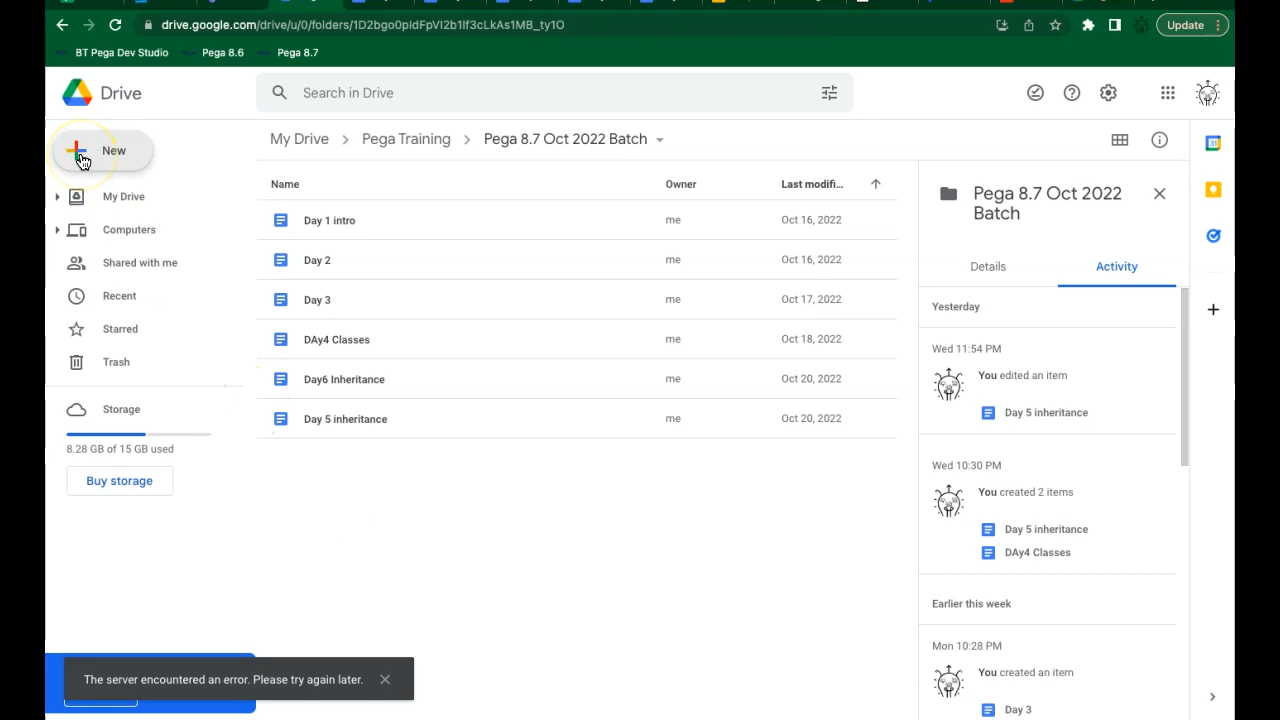 drive.google.com/drive/u/0/folders/1D2bgo0pIdFpVI2b1lf3cLkAs1MB_ty1O
Update
BT Pega Dev Studio
Pega 8.6
Pega 8.7
Drive
Search in Drive
New
My Drive
Computers
Shared with me
Recent
Starred
Trash
Storage
8.28 GB of 15 GB used
Buy storage
My Drive > Pega Training > Pega 8.7 Oct 2022 Batch
Name Owner Last modifi...
Day 1 intro me Oct 16, 2022
Day 2 me Oct 16, 2022
Day 3 me Oct 17, 2022
DAy4 Classes me Oct 18, 2022
Day6 Inheritance me Oct 20, 2022
Day 5 inheritance me Oct 20, 2022
Pega 8.7 Oct 2022
Batch
Details Activity
Yesterday
Wed 11:54 PM
You edited an item
Day 5 inheritance
Wed 10:30 PM
You created 2 items
Day 5 inheritance
DAy4 Classes
Earlier this week
Mon 10:28 PM
You created an item
Day 3
31
The server encountered an error. Please try again later.